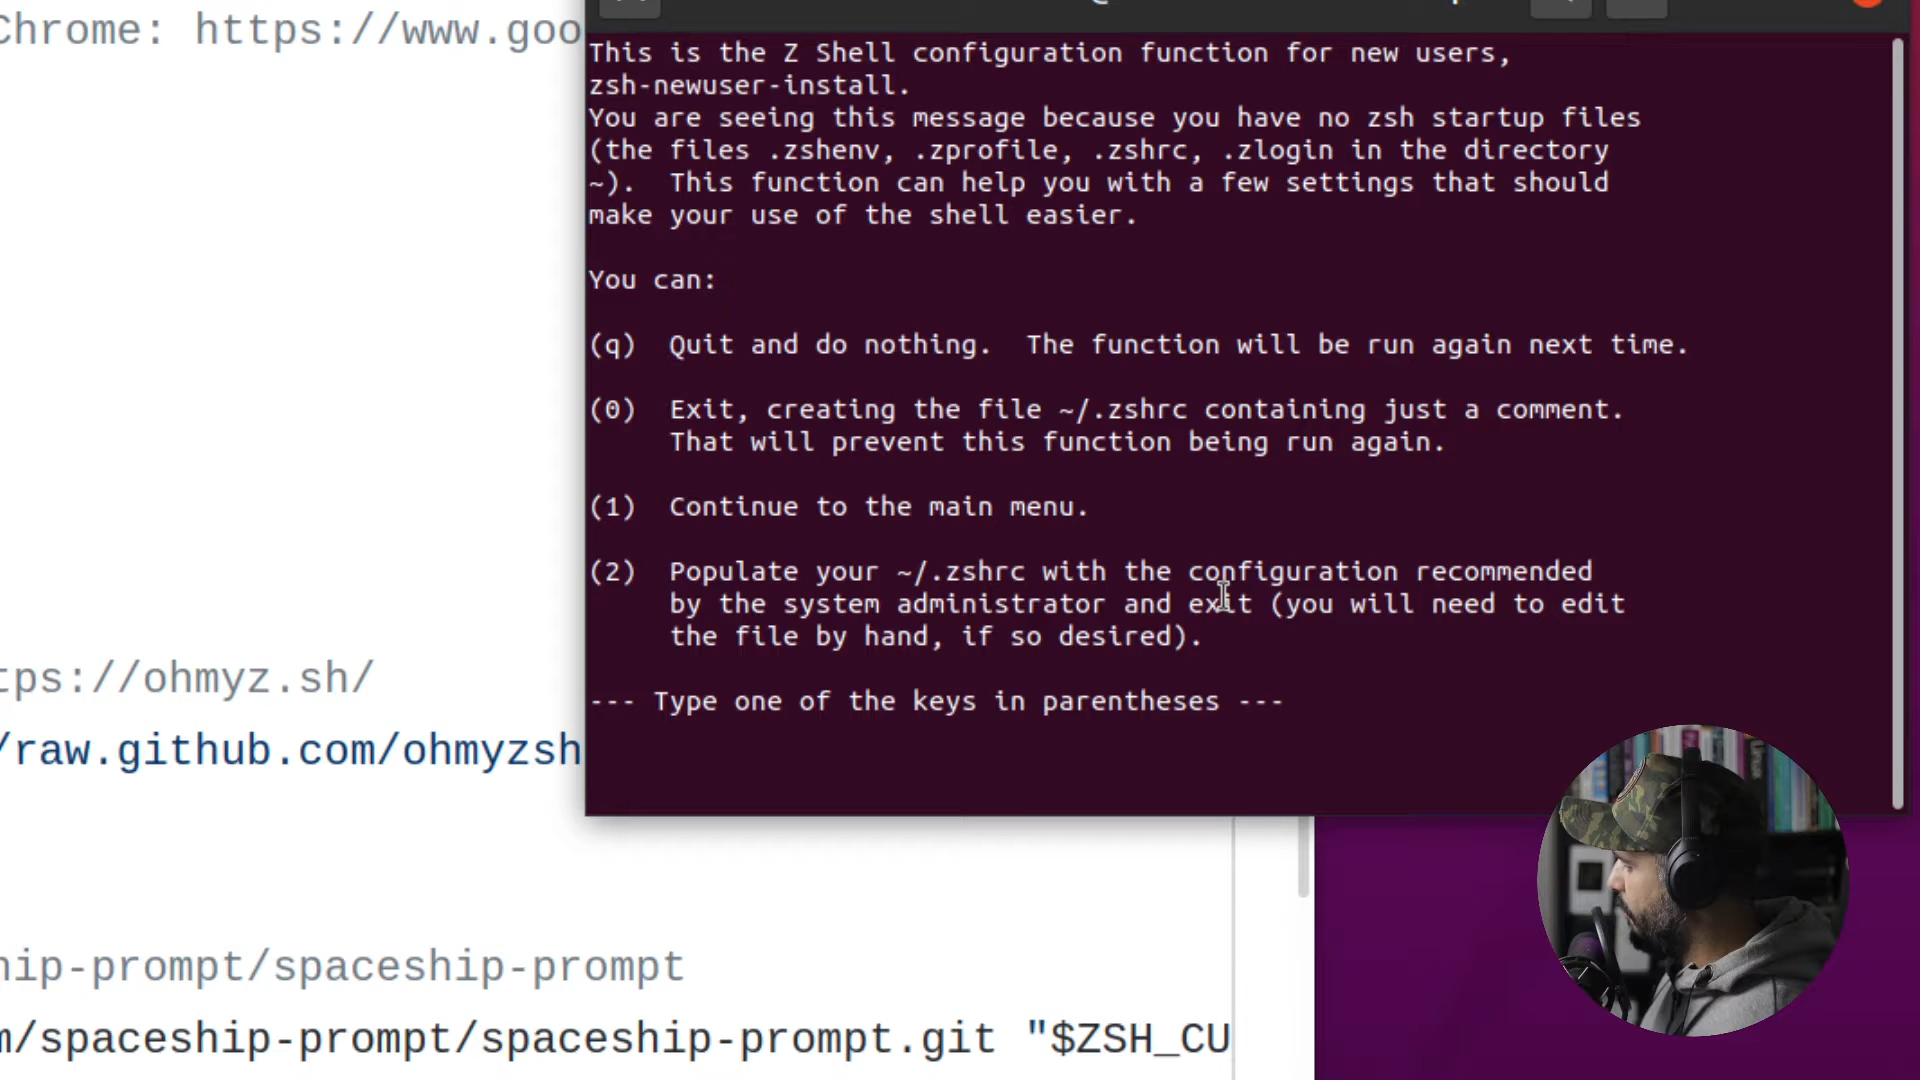 Chrome: https://www.goo
This is the Z Shell configuration function for new users,
zsh-newuser-install.
You are seeing this message because you have no zsh startup files
(the files .zshenv, .zprofile, .zshrc, .zlogin in the directory
~).  This function can help you with a few settings that should
make your use of the shell easier.
You can:
(q)  Quit and do nothing.  The function will be run again next time.
(0)  Exit, creating the file ~/.zshrc containing just a comment.
That will prevent this function being run again.
(1)  Continue to the main menu.
(2)  Populate your ~/.zshrc with the configuration recommended
by the system administrator and exit (you will need to edit
the file by hand, if so desired).
--- Type one of the keys in parentheses ---
tps://ohmyz.sh/
/raw.github.com/ohmyzsh
hip-prompt/spaceship-prompt
m/spaceship-prompt/spaceship-prompt.git "$ZSH_CU